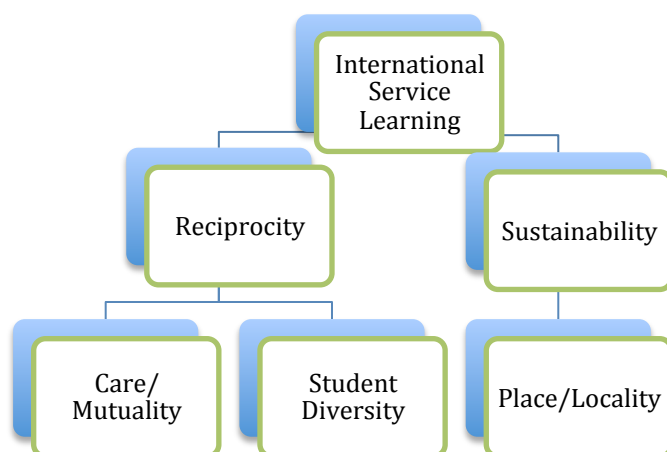 International
Service
Learning
Reciprocity
Sustainability
Care/
Mutuality
Student
Diversity
Place/Locality